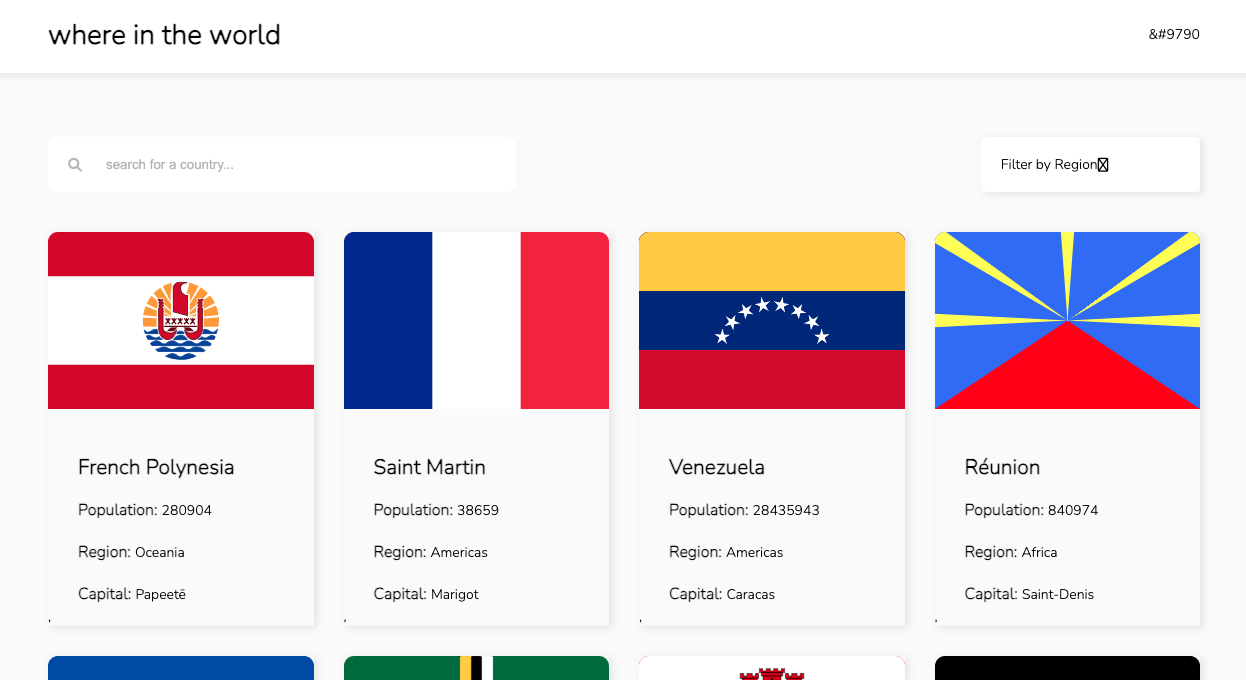 where in the world
&#9790
search for a country...
Filter by Region
French Polynesia
Population: 280904
Region: Oceania
Capital: Papeetē
,
Saint Martin
Population: 38659
Region: Americas
Capital: Marigot
,
Venezuela
Population: 28435943
Region: Americas
Capital: Caracas
,
Réunion
Population: 840974
Region: Africa
Capital: Saint-Denis
,